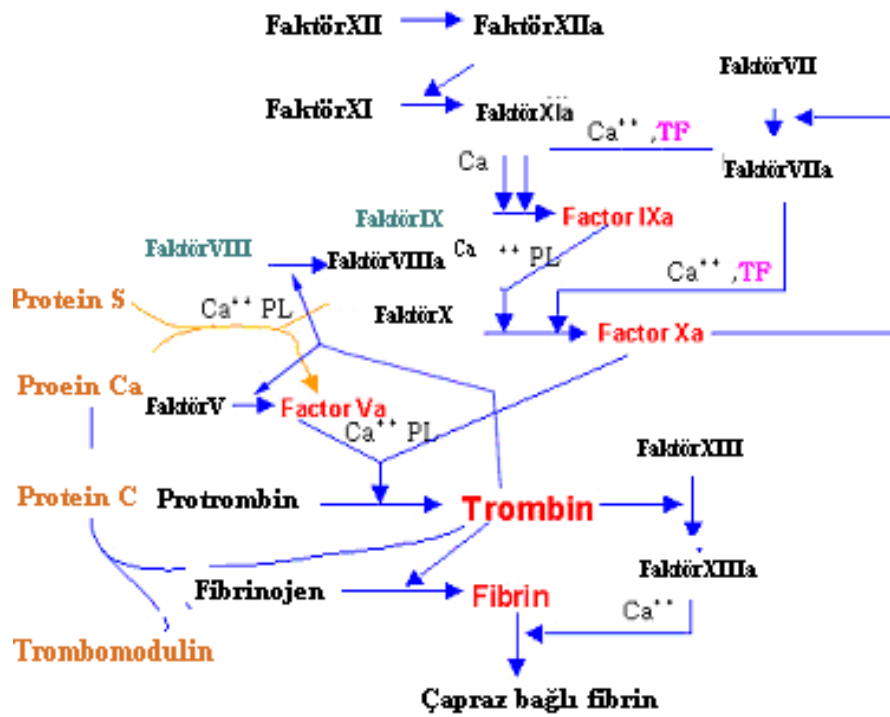 FaktörXII FaktörXIIa
FaktörVII
FaktörXI FaktörXIa
Ca⁺⁺ ,TF
Ca
FaktörVIIa
FaktörIX Factor IXa
FaktörVIII FaktörVIIIa Ca ⁺⁺ PL
Ca⁺⁺ ,TF
Protein S Ca⁺⁺ PL
FaktörX Factor Xa
Proein Ca FaktörV Factor Va
Ca⁺⁺ PL
FaktörXIII
Protein C Protrombin Trombin
Fibrinojen Fibrin FaktörXIIIa
Ca⁺⁺
Trombomodulin
Çapraz bağlı fibrin